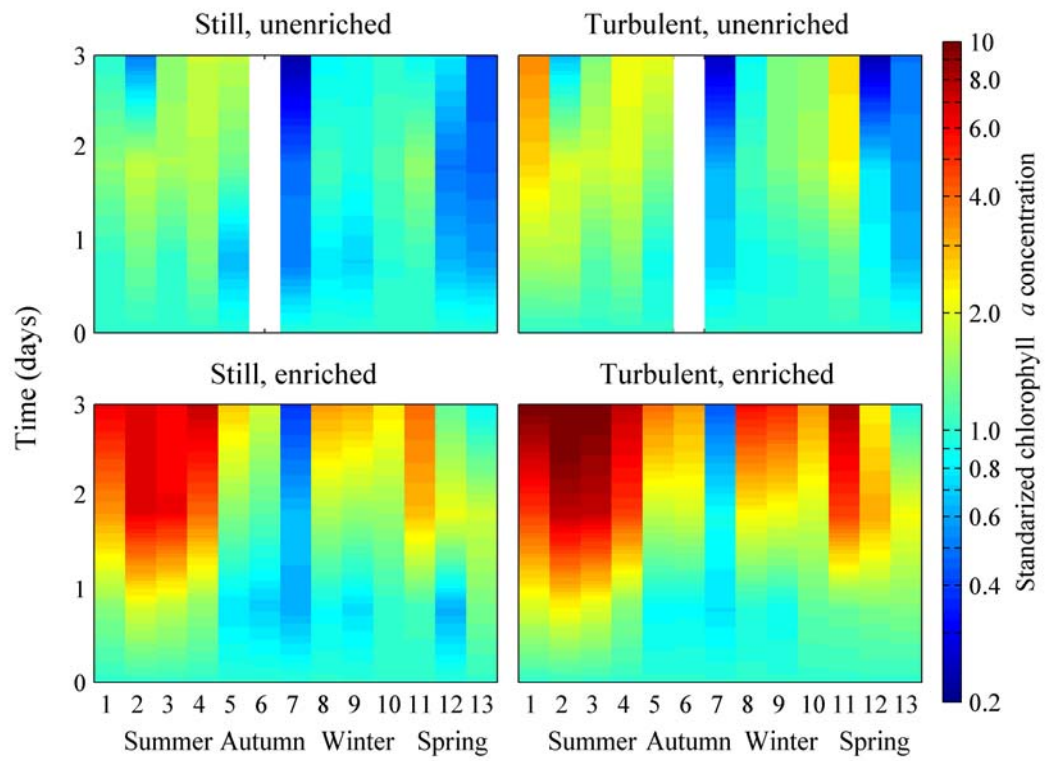 Still, unenriched
Turbulent, unenriched
3
2
1
0
Still, enriched
Turbulent, enriched
3
2
1
0
Time (days)
1 2 3 4 5 6 7 8 9 10 11 12 13
1 2 3 4 5 6 7 8 9 10 11 12 13
Summer Autumn Winter Spring
Summer Autumn Winter Spring
10
8.0
6.0
4.0
2.0
1.0
0.8
0.6
0.4
0.2
Standarized chlorophyll a concentration